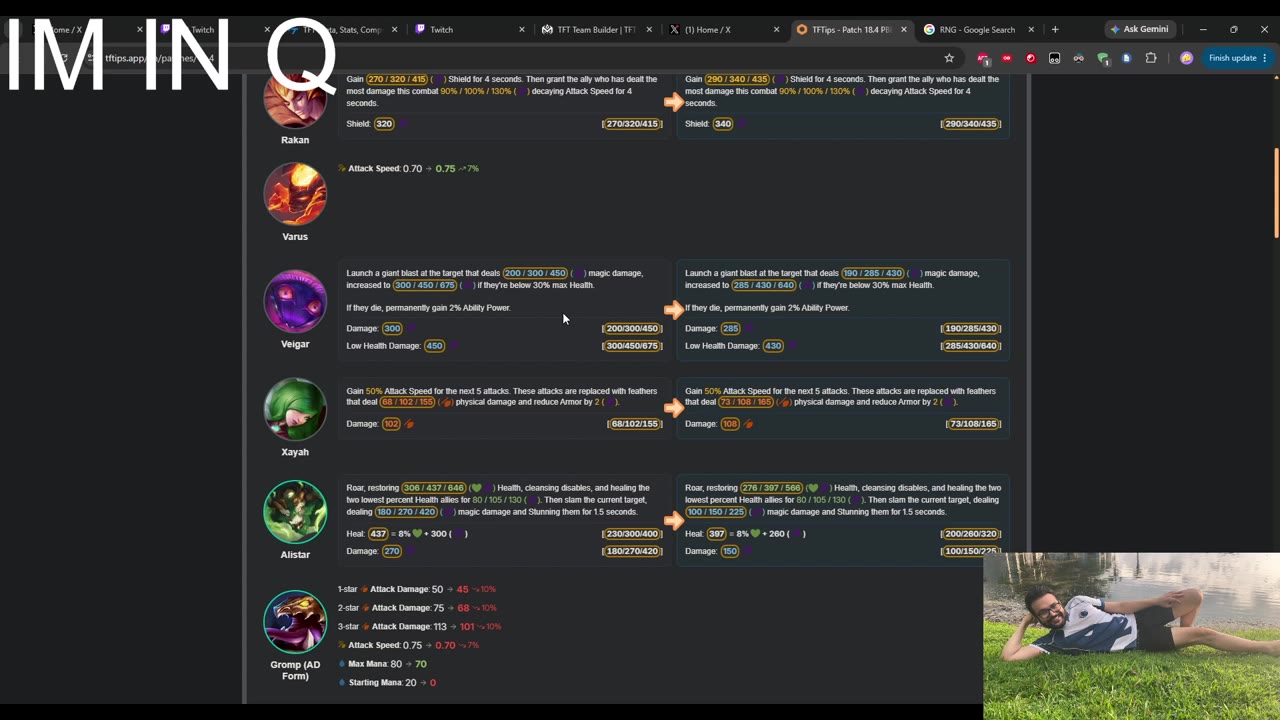 IM IN Q
Home / X
Twitch
TFT
ta, Stats, Comp
Twitch
TFT Team Builder | TFT
(1) Home / X
TFTips - Patch 18.4 PB
RNG - Google Search
Ask Gemini
tftips.app/
Finish update
Gain 270 / 320 / 415 ( ) Shield for 4 seconds. Then grant the ally who has dealt the
most damage this combat 90% / 100% / 130% ( ) decaying Attack Speed for 4
seconds.
Shield: 320
[270/320/415]
Gain 290 / 340 / 435 ( ) Shield for 4 seconds. Then grant the ally who has dealt the
most damage this combat 90% / 100% / 130% ( ) decaying Attack Speed for 4
seconds.
Shield: 340
[290/340/435]
Rakan
Attack Speed: 0.70 → 0.75 7%
Varus
Launch a giant blast at the target that deals 200 / 300 / 450 ( ) magic damage,
increased to 300 / 450 / 675 ( ) if they're below 30% max Health.
If they die, permanently gain 2% Ability Power.
Damage: 300
[200/300/450]
Low Health Damage: 450
[300/450/675]
Launch a giant blast at the target that deals 190 / 285 / 430 ( ) magic damage,
increased to 285 / 430 / 640 ( ) if they're below 30% max Health.
If they die, permanently gain 2% Ability Power.
Damage: 285
[190/285/430]
Low Health Damage: 430
[285/430/640]
Veigar
Gain 50% Attack Speed for the next 5 attacks. These attacks are replaced with feathers
that deal 68 / 102 / 155 ( ) physical damage and reduce Armor by 2 ( ).
Damage: 102
[68/102/155]
Gain 50% Attack Speed for the next 5 attacks. These attacks are replaced with feathers
that deal 73 / 108 / 165 ( ) physical damage and reduce Armor by 2 ( ).
Damage: 108
[73/108/165]
Xayah
Roar, restoring 306 / 437 / 646 ( ) Health, cleansing disables, and healing the
two lowest percent Health allies for 80 / 105 / 130 ( ). Then slam the current target,
dealing 180 / 270 / 420 ( ) magic damage and Stunning them for 1.5 seconds.
Heal: 437 = 8% + 300 ( )
[230/300/400]
Damage: 270
[180/270/420]
Roar, restoring 276 / 397 / 566 ( ) Health, cleansing disables, and healing the two
lowest percent Health allies for 80 / 105 / 130 ( ). Then slam the current target, dealing
100 / 150 / 225 ( ) magic damage and Stunning them for 1.5 seconds.
Heal: 397 = 8% + 260 ( )
[200/260/320]
Damage: 150
[100/150/225]
Alistar
1-star Attack Damage: 50 → 45 10%
2-star Attack Damage: 75 → 68 10%
3-star Attack Damage: 113 → 101 10%
Attack Speed: 0.75 → 0.70 7%
Max Mana: 80 → 70
Starting Mana: 20 → 0
Gromp (AD
Form)